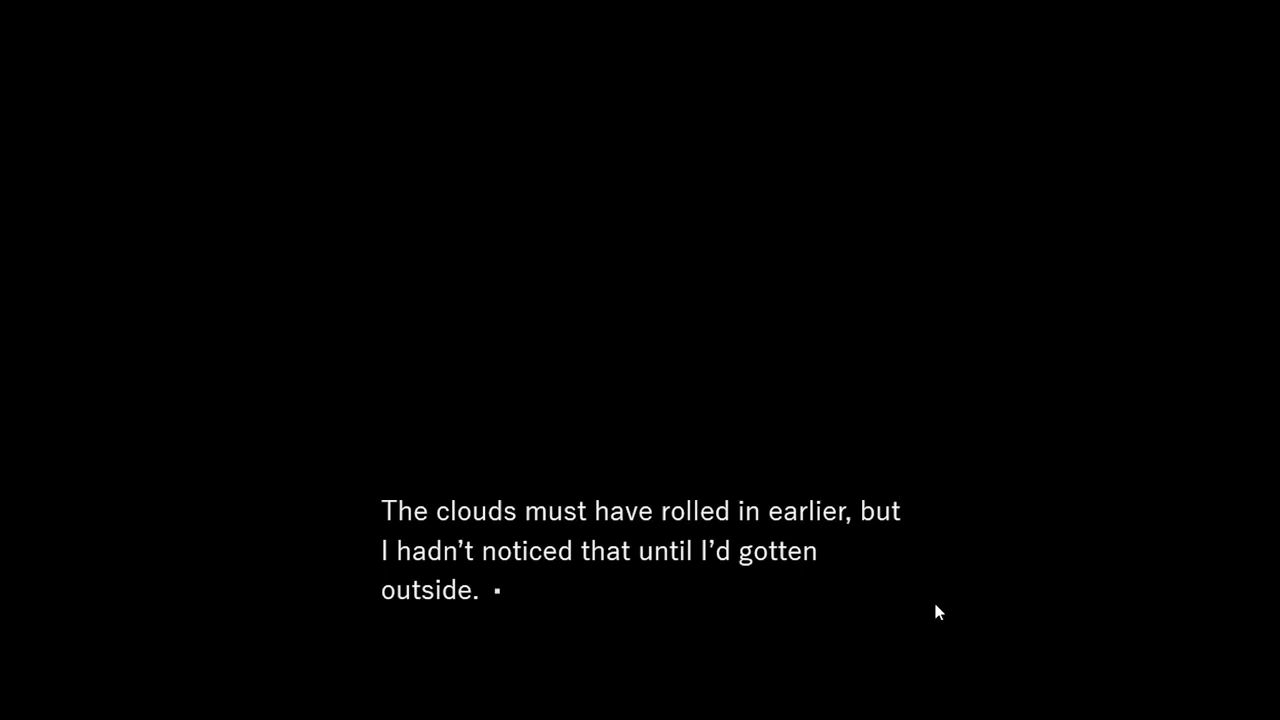 The clouds must have rolled in earlier, but
I hadn’t noticed that until I’d gotten
outside.